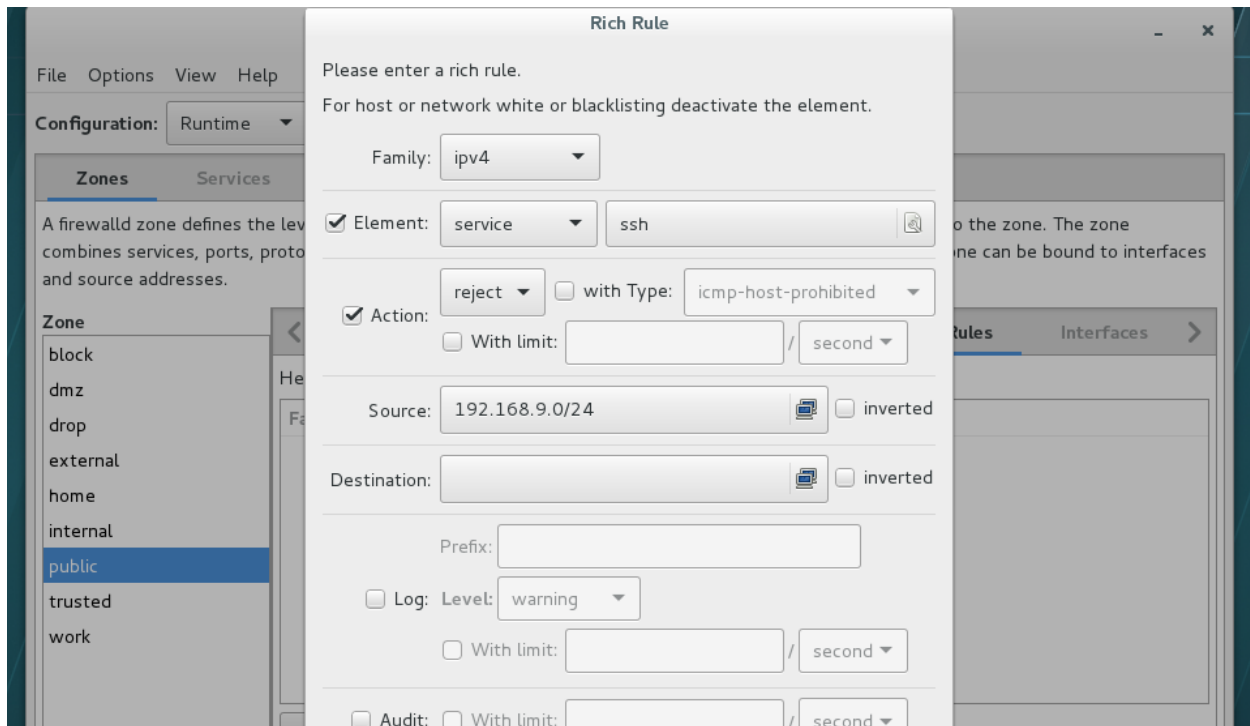 Rich Rule
File Options View Help
Configuration: Runtime
Zones Services
A firewalld zone defines the lev
combines services, ports, proto
and source addresses.
o the zone. The zone
one can be bound to interfaces
Zone
block
dmz
drop
external
home
internal
public
trusted
work
He
Fa
Rules Interfaces
Please enter a rich rule.
For host or network white or blacklisting deactivate the element.
Family: ipv4
Element: service ssh
Action: reject with Type: icmp-host-prohibited
With limit: / second
Source: 192.168.9.0/24 inverted
Destination: inverted
Prefix:
Log: Level: warning
With limit: / second
Audit: With limit: / second